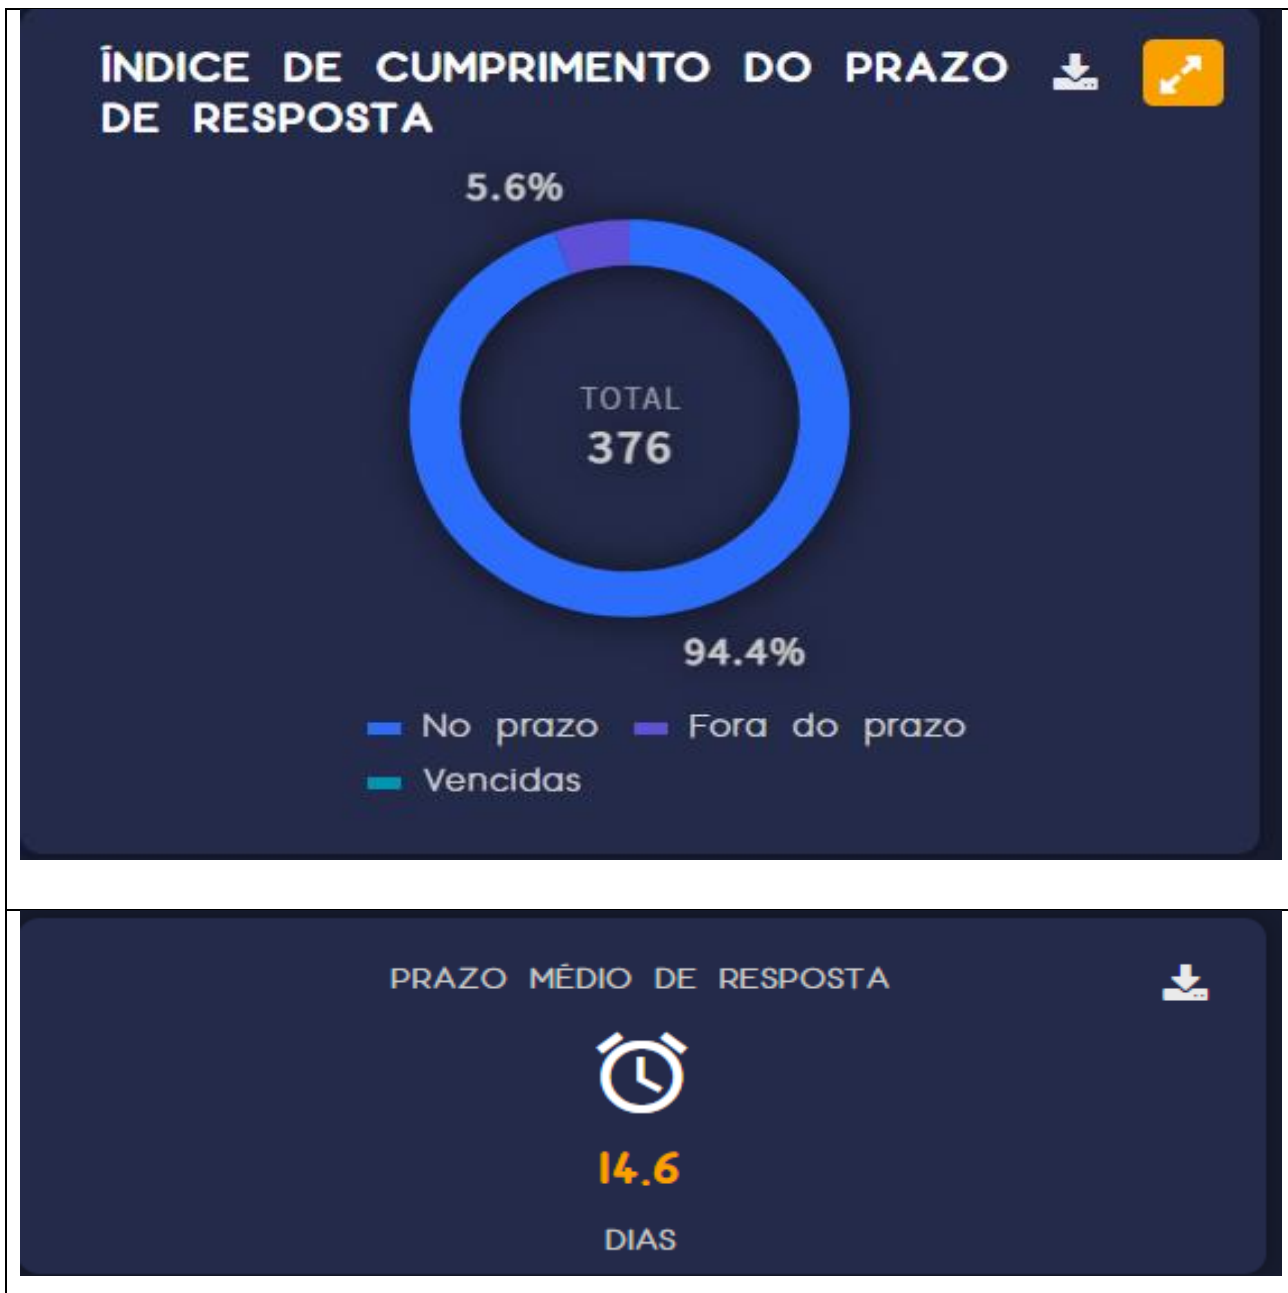 ÍNDICE DE CUMPRIMENTO DO PRAZO
DE RESPOSTA
5.6%
TOTAL
376
94.4%
No prazo Fora do prazo
Vencidas
PRAZO MÉDIO DE RESPOSTA
14.6
DIAS